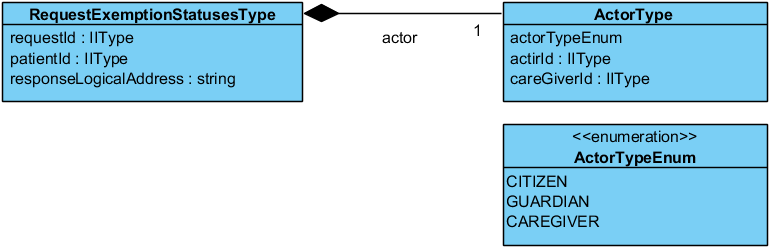 RequestExemptionStatusesType
requestId : IIType
patientId : IIType
responseLogicalAddress : string
actor
1
ActorType
actorTypeEnum
actirId : IIType
careGiverId : IIType
<<enumeration>>
ActorTypeEnum
CITIZEN
GUARDIAN
CAREGIVER